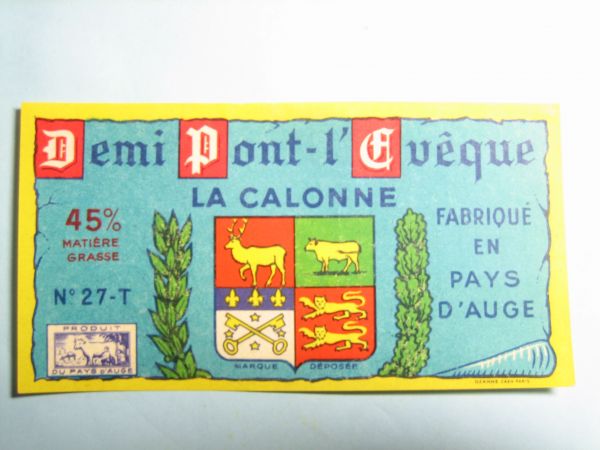 Demi Pont-l'Evêque
LA CALONNE
45%
MATIÈRE
GRASSE
N° 27-T
PRODUIT
DU PAYS D'AUGE
FABRIQUÉ
EN
PAYS
D'AUGE
MARQUE DÉPOSÉE